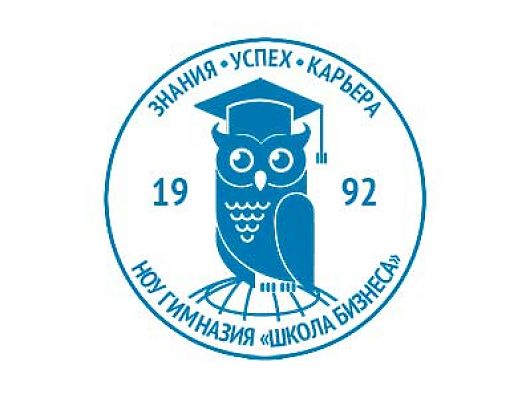 ЗНАНИЯ • УСПЕХ • КАРЬЕРА
19 92
НОУ ГИМНАЗИЯ «ШКОЛА БИЗНЕСА»